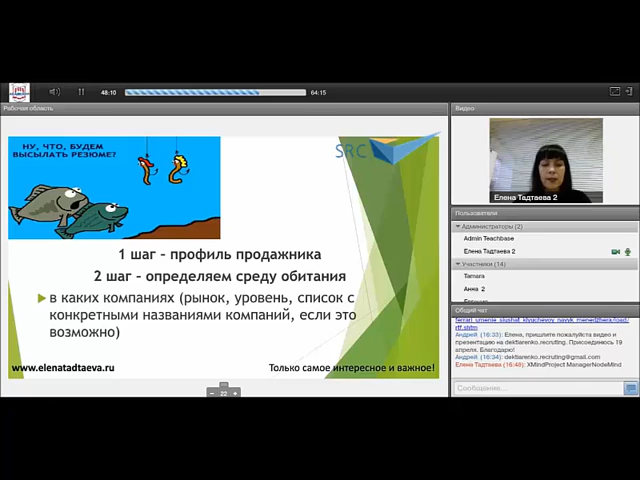 48:10
64:15
Рабочая область
Видео
НУ, ЧТО, БУДЕМ
ВЫСЫЛАТЬ РЕЗЮМЕ?
SRC
1 шаг – профиль продажника
2 шаг – определяем среду обитания
в каких компаниях (рынок, уровень, список с
конкретными названиями компаний, если это
возможно)
www.elenatadtaeva.ru
Только самое интересное и важное!
Елена Тадтаева 2
Пользователи
Администраторы (2)
Admin Teachbase
Елена Тадтаева 2
Участники (14)
Tamara
Анна 2
Общий чат
rtf.shtm
Андрей (16:33): Елена, пришлите пожалуйста видео и
презентацию на dektiarenko.recruting. Присоединюсь 19
апреля. Благодарю!
Андрей (16:34): dektiarenko.recruting@gmail.com
Елена Тадтаева (16:48): XMindProject ManagerNodeMind
Сообщение...